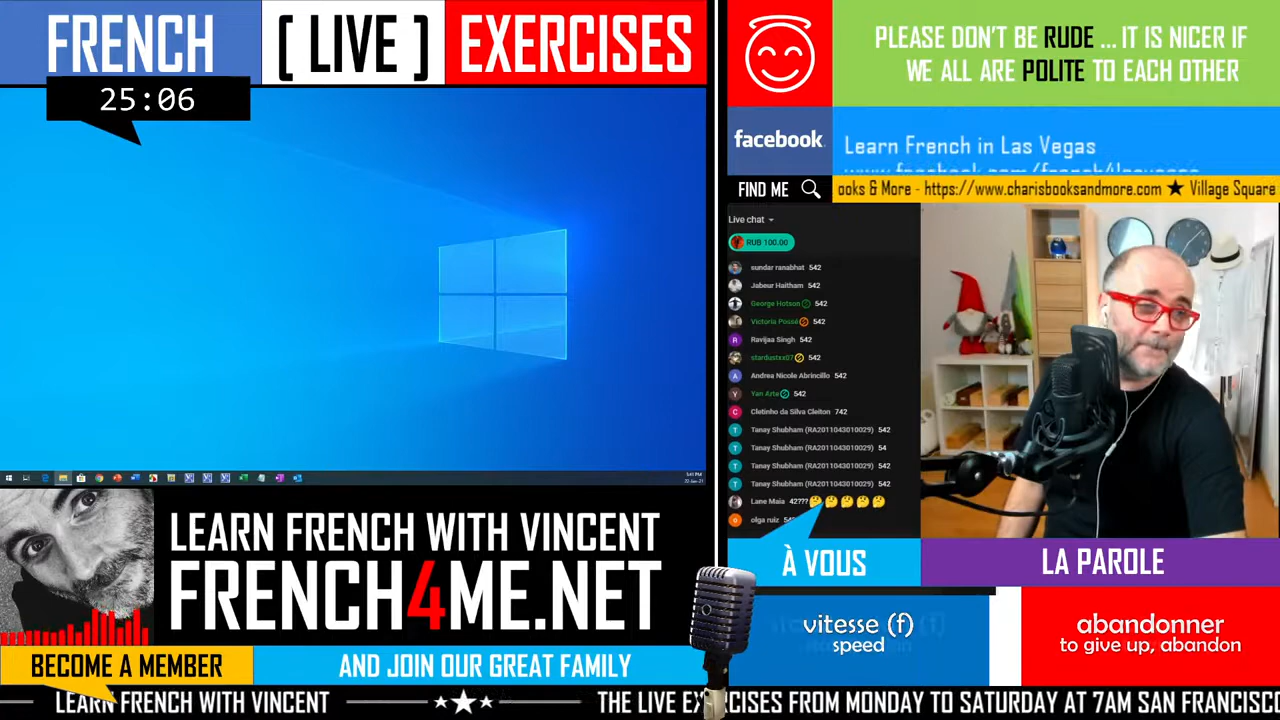 FRENCH
[ LIVE ]
EXERCISES
25:06
PLEASE DON'T BE RUDE ... IT IS NICER IF
WE ALL ARE POLITE TO EACH OTHER
facebook
Learn French in Las Vegas
FIND ME
ooks & More - https://www.charisbooksandmore.com ★ Village Square
Live chat
RUB 100.00
sundar ranabhat 542
Jabeur Haitham 542
George Hotson 542
Victoria Possé 542
Ravijaa Singh 542
stardustxx07 542
Andrea Nicole Abrincillo 542
Yan Azte 542
Cletinho da Silva Cleiton 742
Tanay Shubham (RA2011043010029) 542
Tanay Shubham (RA2011043010029) 54
Tanay Shubham (RA2011043010029) 542
Tanay Shubham (RA2011043010029) 542
Lane Maia 42???🤔🤔🤔🤔🤔
olga ruiz
5:41 PM
À VOUS
LA PAROLE
LEARN FRENCH WITH VINCENT
FRENCH4ME.NET
vitesse (f)
speed
abandonner
to give up, abandon
BECOME A MEMBER
AND JOIN OUR GREAT FAMILY
LEARN FRENCH WITH VINCENT ★ THE LIVE EXERCISES FROM MONDAY TO SATURDAY AT 7AM SAN FRANCISC